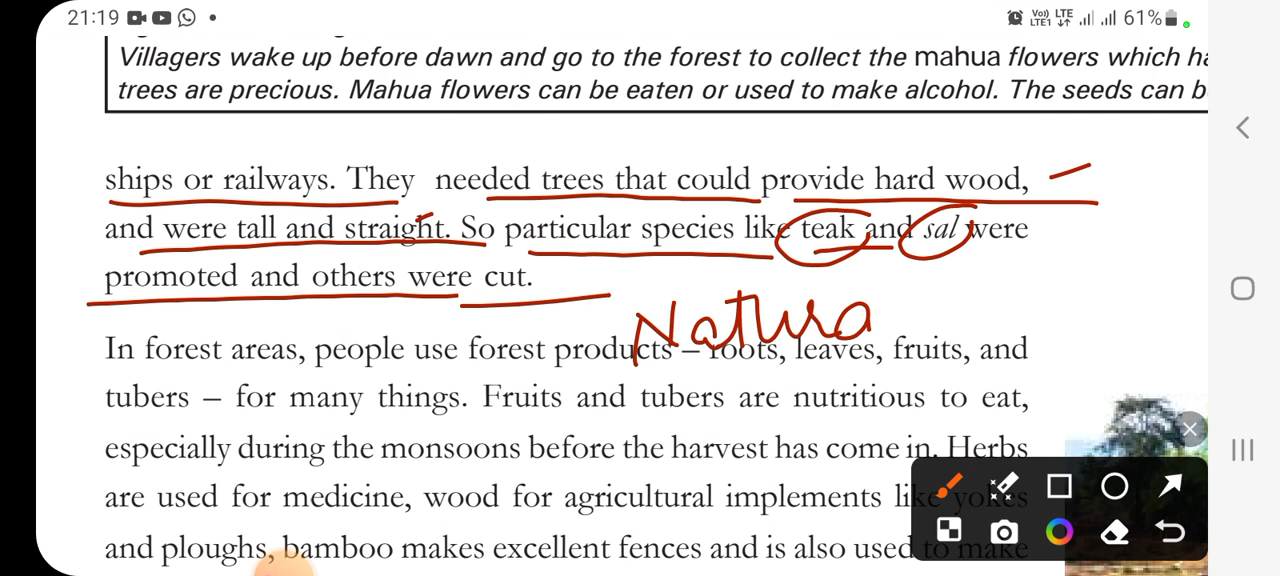 21:19 Vo)) LTE1 LTE 61%
Villagers wake up before dawn and go to the forest to collect the mahua flowers which ha
trees are precious. Mahua flowers can be eaten or used to make alcohol. The seeds can b
ships or railways. They needed trees that could provide hard wood,
and were tall and straight. So particular species like teak and sal were
promoted and others were cut.
Natura
In forest areas, people use forest products – roots, leaves, fruits, and
tubers – for many things. Fruits and tubers are nutritious to eat,
especially during the monsoons before the harvest has come in. Herbs
are used for medicine, wood for agricultural implements like yokes
and ploughs, bamboo makes excellent fences and is also used to make